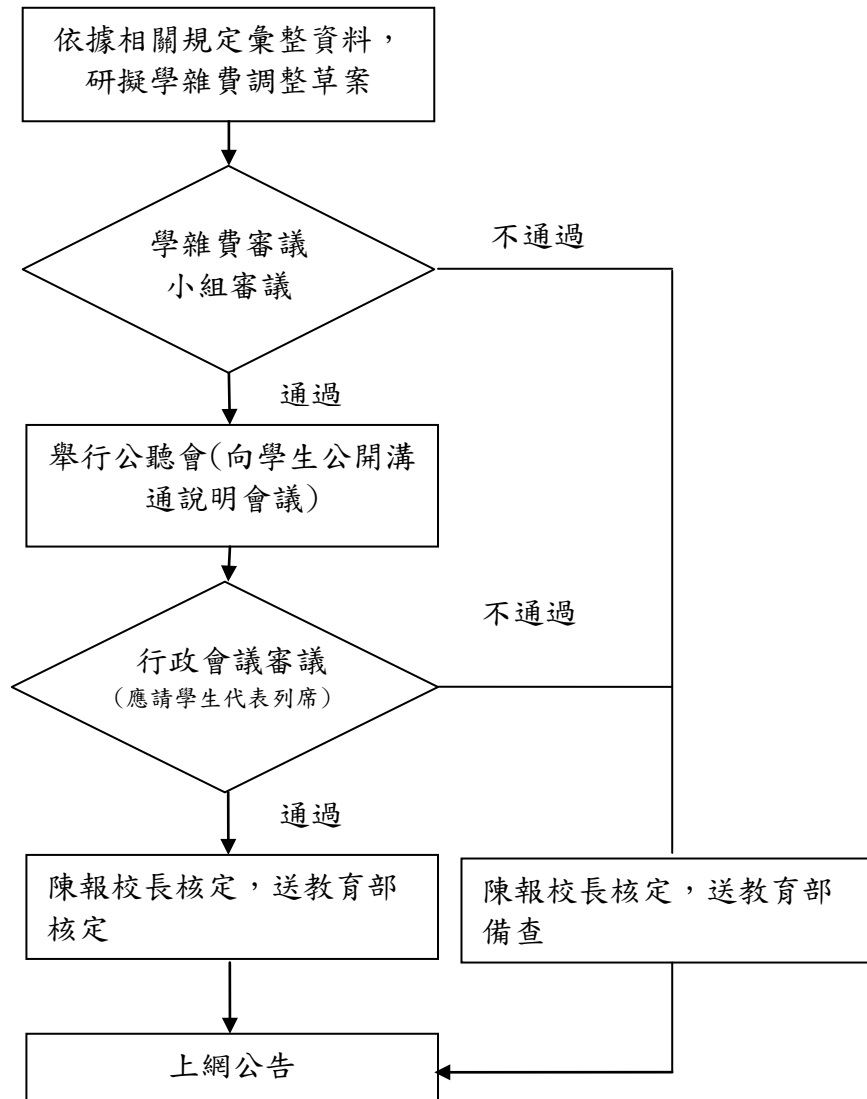 依據相關規定彙整資料，
研擬學雜費調整草案
學雜費審議
小組審議
不通過
通過
舉行公聽會(向學生公開溝
通說明會議)
行政會議審議
（應請學生代表列席）
不通過
通過
陳報校長核定，送教育部
核定
陳報校長核定，送教育部
備查
上網公告